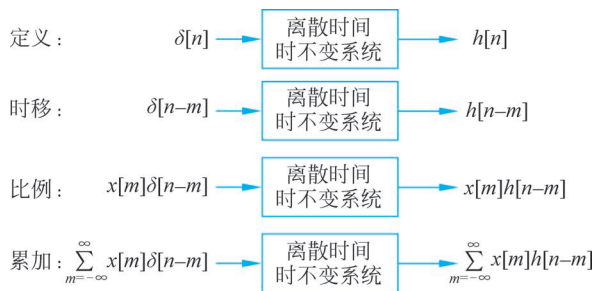 定义: δ[n] 离散时间时不变系统 h[n]
时移: δ[n–m] 离散时间时不变系统 h[n–m]
比例: x[m]δ[n–m] 离散时间时不变系统 x[m]h[n–m]
累加: ∑_{m=–∞}^{∞} x[m]δ[n–m] 离散时间时不变系统 ∑_{m=–∞}^{∞} x[m]h[n–m]